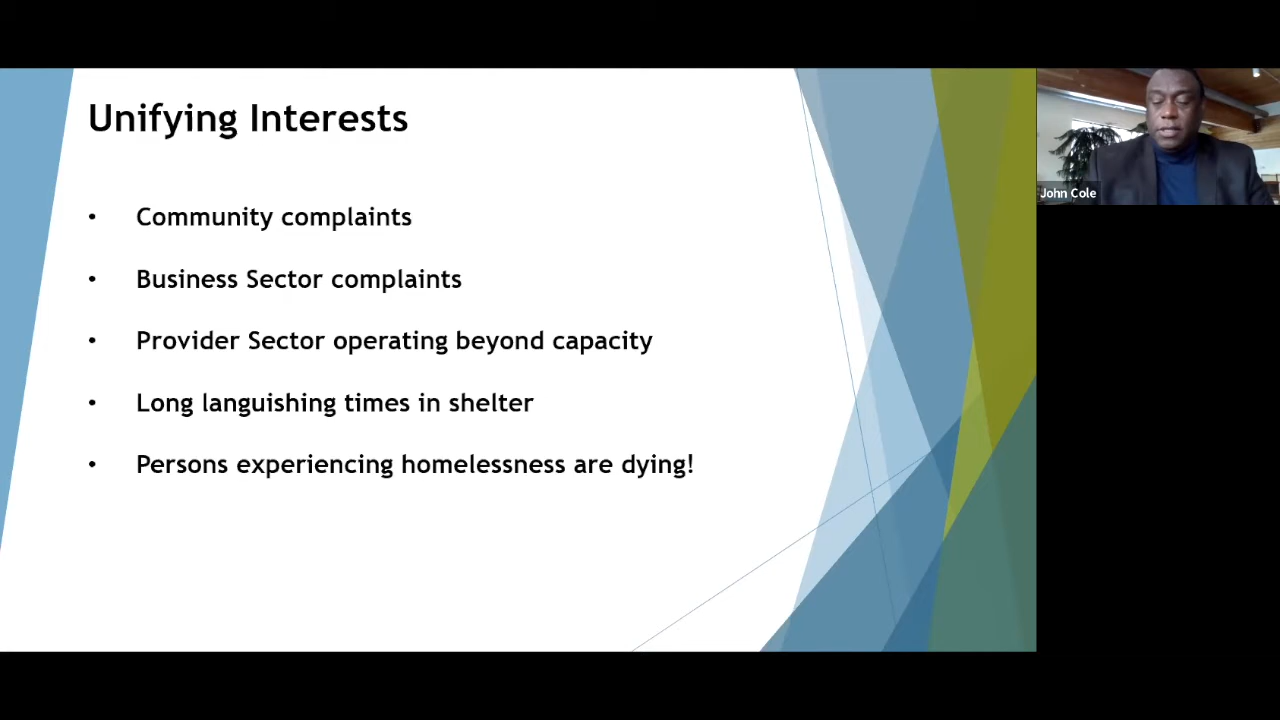 Unifying Interests
• Community complaints
• Business Sector complaints
• Provider Sector operating beyond capacity
• Long languishing times in shelter
• Persons experiencing homelessness are dying!
John Cole